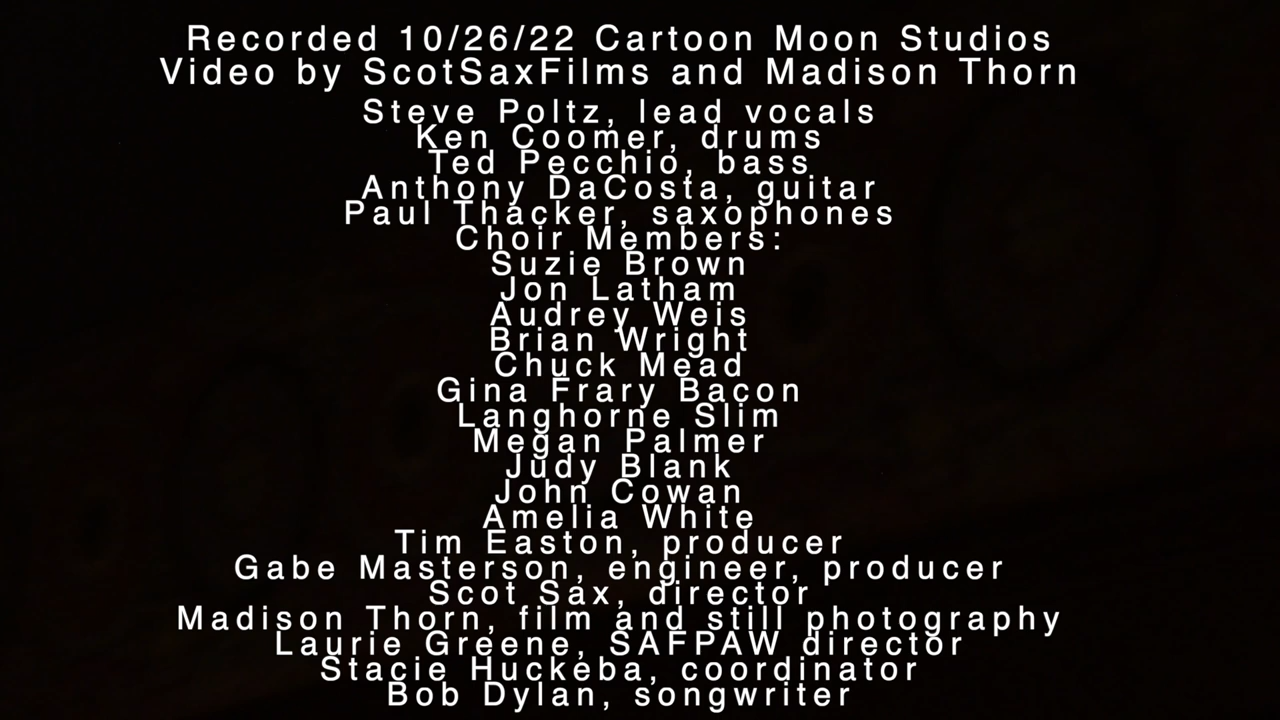 Recorded 10/26/22 Cartoon Moon Studios
Video by ScotSaxFilms and Madison Thorn
Steve Poltz, lead vocals
Ken Coomer, drums
Ted Pecchio, bass
Anthony DaCosta, guitar
Paul Thacker, saxophones
Choir Members:
Suzie Brown
Jon Latham
Audrey Weis
Brian Wright
Chuck Mead
Gina Frary Bacon
Langhorne Slim
Megan Palmer
Judy Blank
John Cowan
Amelia White
Tim Easton, producer
Gabe Masterson, engineer, producer
Scot Sax, director
Madison Thorn, film and still photography
Laurie Greene, SAFPAW director
Stacie Huckeba, coordinator
Bob Dylan, songwriter